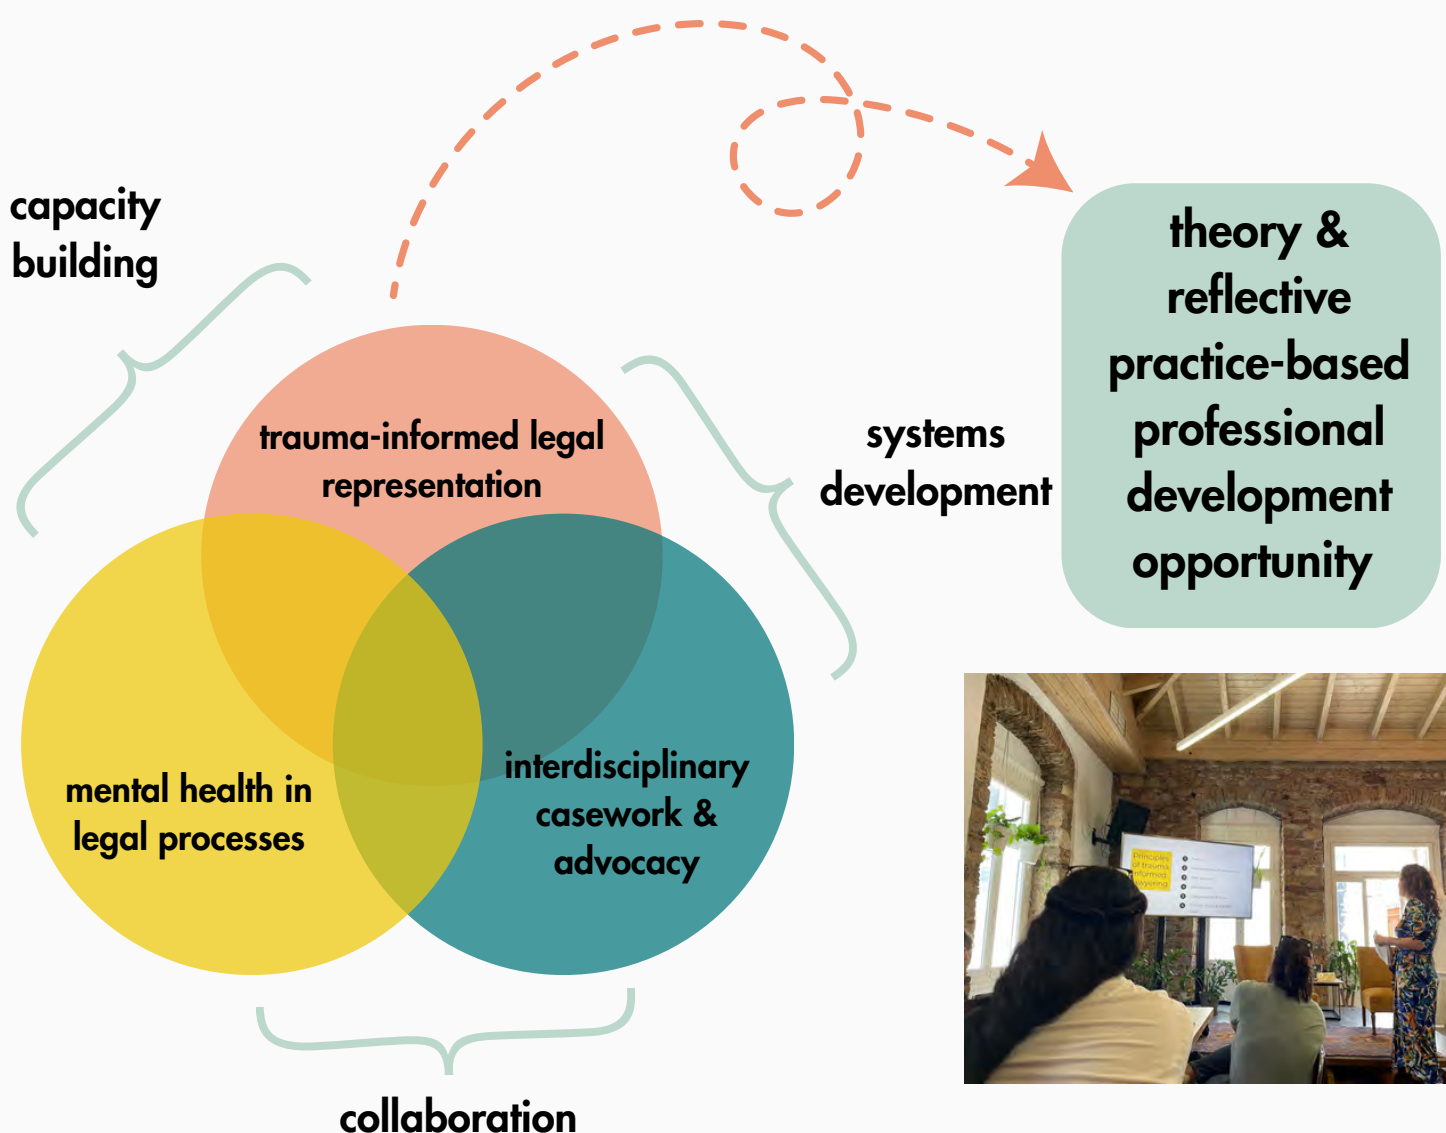 capacity
building
trauma-informed legal
representation
systems
development
mental health in
legal processes
interdisciplinary
casework &
advocacy
collaboration
theory &
reflective
practice-based
professional
development
opportunity
Principles
of trauma
informed
lawyering